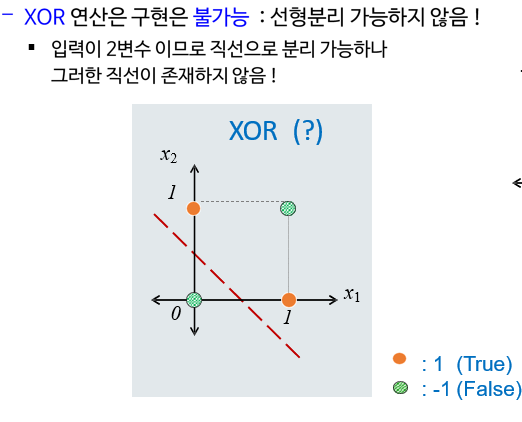 – XOR 연산은 구현은 불가능 : 선형분리 가능하지 않음 !
▪ 입력이 2변수 이므로 직선으로 분리 가능하나
그러한 직선이 존재하지 않음 !
XOR (?)
x2
1
x1
0
1
: 1 (True)
: -1 (False)